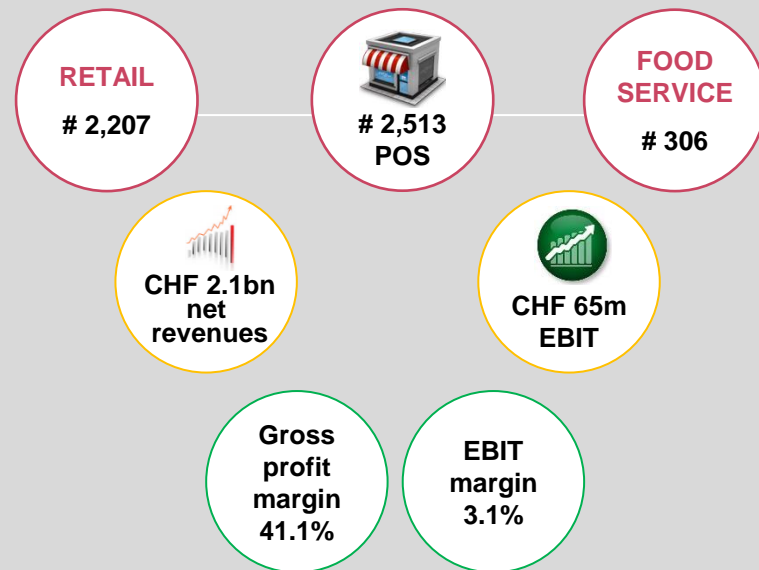 RETAIL
# 2,207
# 2,513
POS
FOOD
SERVICE
# 306
CHF 2.1bn
net
revenues
CHF 65m
EBIT
Gross
profit
margin
41.1%
EBIT
margin
3.1%